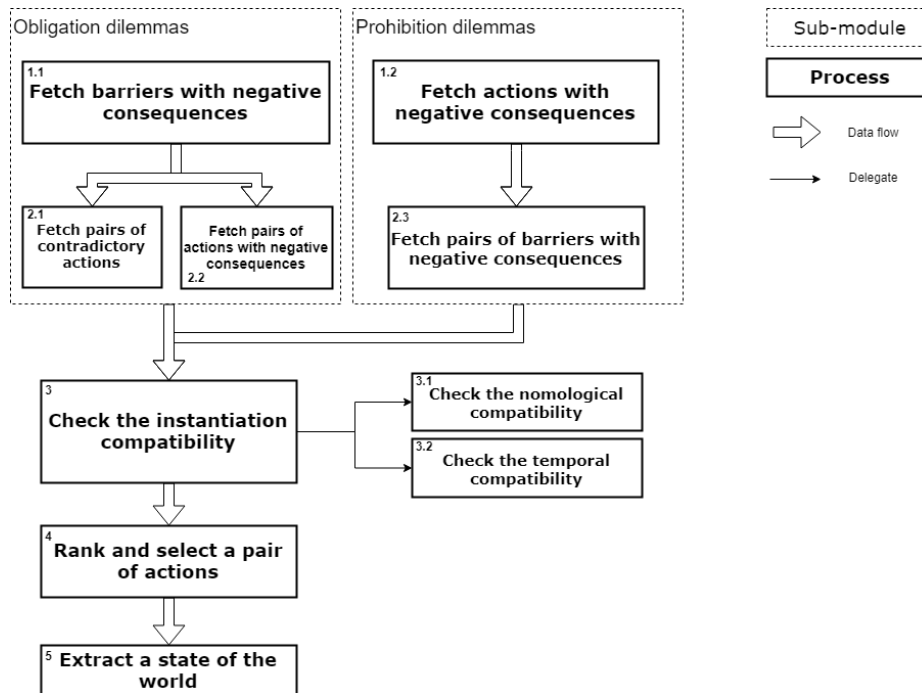 Obligation dilemmas
1.1
Fetch barriers with negative
consequences
2.1
Fetch pairs of
contradictory
actions
Fetch pairs of
actions with negative
consequences
2.2
Prohibition dilemmas
1.2
Fetch actions with
negative consequences
2.3
Fetch pairs of barriers with
negative consequences
Sub-module
Process
Data flow
Delegate
3
Check the instantiation
compatibility
3.1
Check the nomological
compatibility
3.2
Check the temporal
compatibility
4
Rank and select a pair
of actions
5
Extract a state of the
world